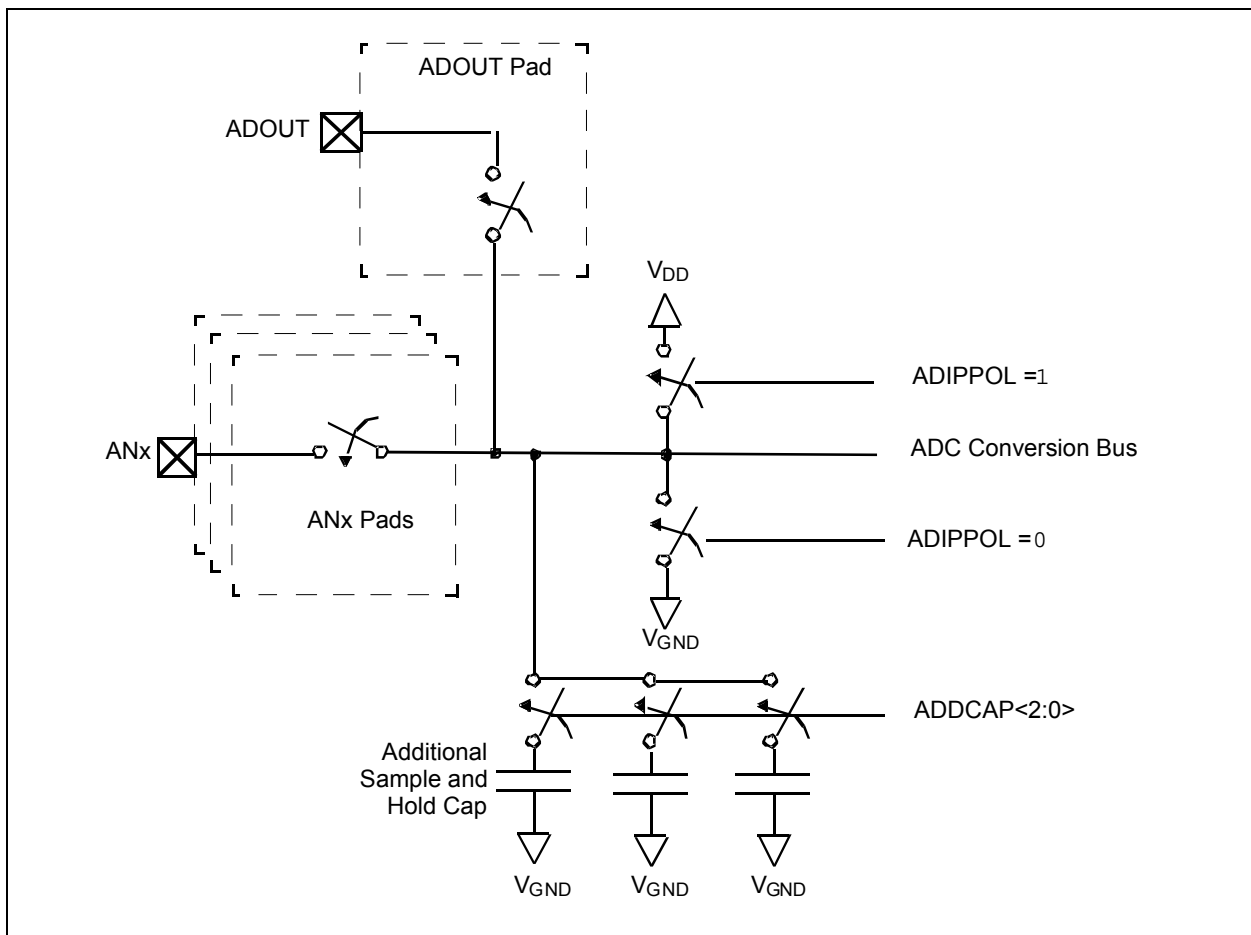 ADOUT Pad
ADOUT
VDD
ADIPPOL =1
ANx
ADC Conversion Bus
ANx Pads
ADIPPOL =0
VGND
ADDCAP<2:0>
Additional
Sample and
Hold Cap
VGND
VGND
VGND